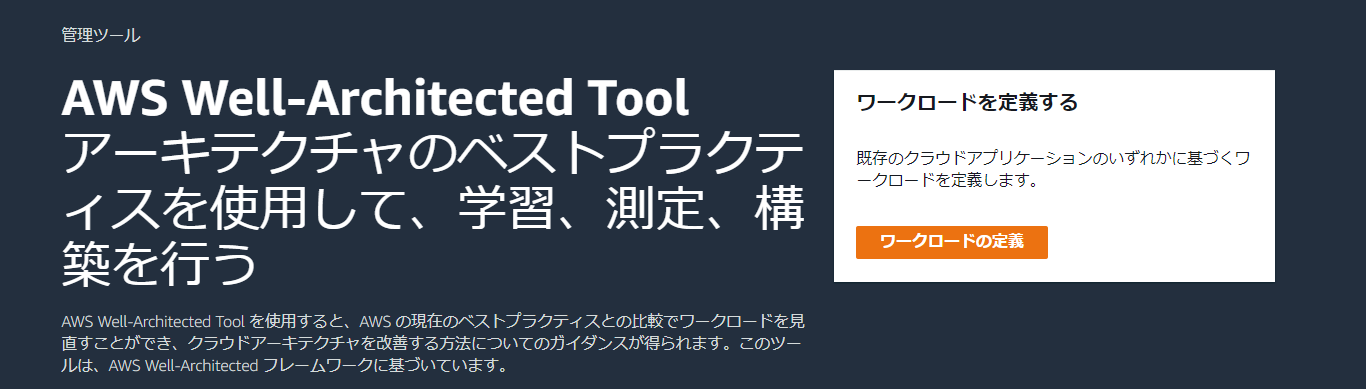 管理ツール
AWS Well-Architected Tool
アーキテクチャのベストプラクテ
ィスを使用して、学習、測定、構
築を行う
AWS Well-Architected Tool を使用すると、AWS の現在のベストプラクティスとの比較でワークロードを見
直すことができ、クラウドアーキテクチャを改善する方法についてのガイダンスが得られます。このツー
ルは、AWS Well-Architected フレームワークに基づいています。
ワークロードを定義する
既存のクラウドアプリケーションのいずれかに基づくワ
ークロードを定義します。
ワークロードの定義